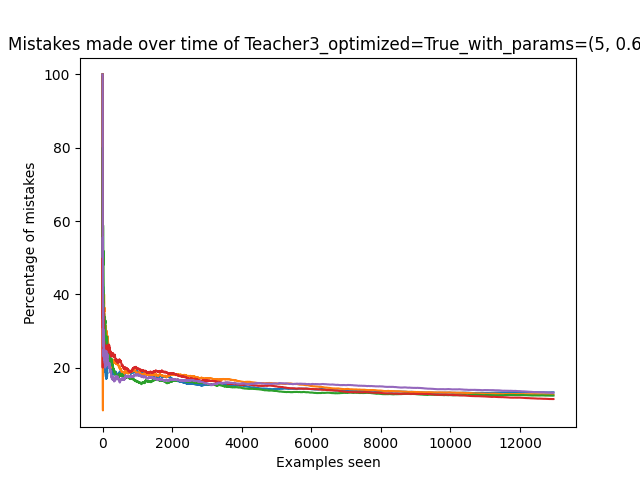 Mistakes made over time of Teacher3_optimized=True_with_params=(5, 0.6
100
80
60
40
20
Percentage of mistakes
0 2000 4000 6000 8000 10000 12000
Examples seen